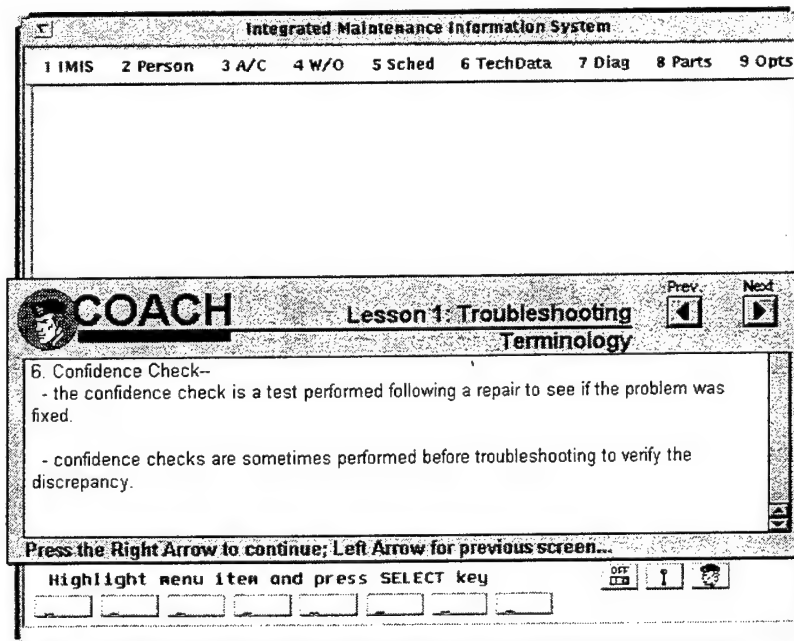 Integrated Maintenance Information System
1 IMIS 2 Person 3 A/C 4 W/O 5 Sched 6 TechData 7 Diag 8 Parts 9 Opts
COACH
Lesson 1: Troubleshooting
Terminology
Prev.
Next
6. Confidence Check--
- the confidence check is a test performed following a repair to see if the problem was
fixed.
- confidence checks are sometimes performed before troubleshooting to verify the
discrepancy.
Press the Right Arrow to continue; Left Arrow for previous screen...
Highlight menu item and press SELECT key
OFF